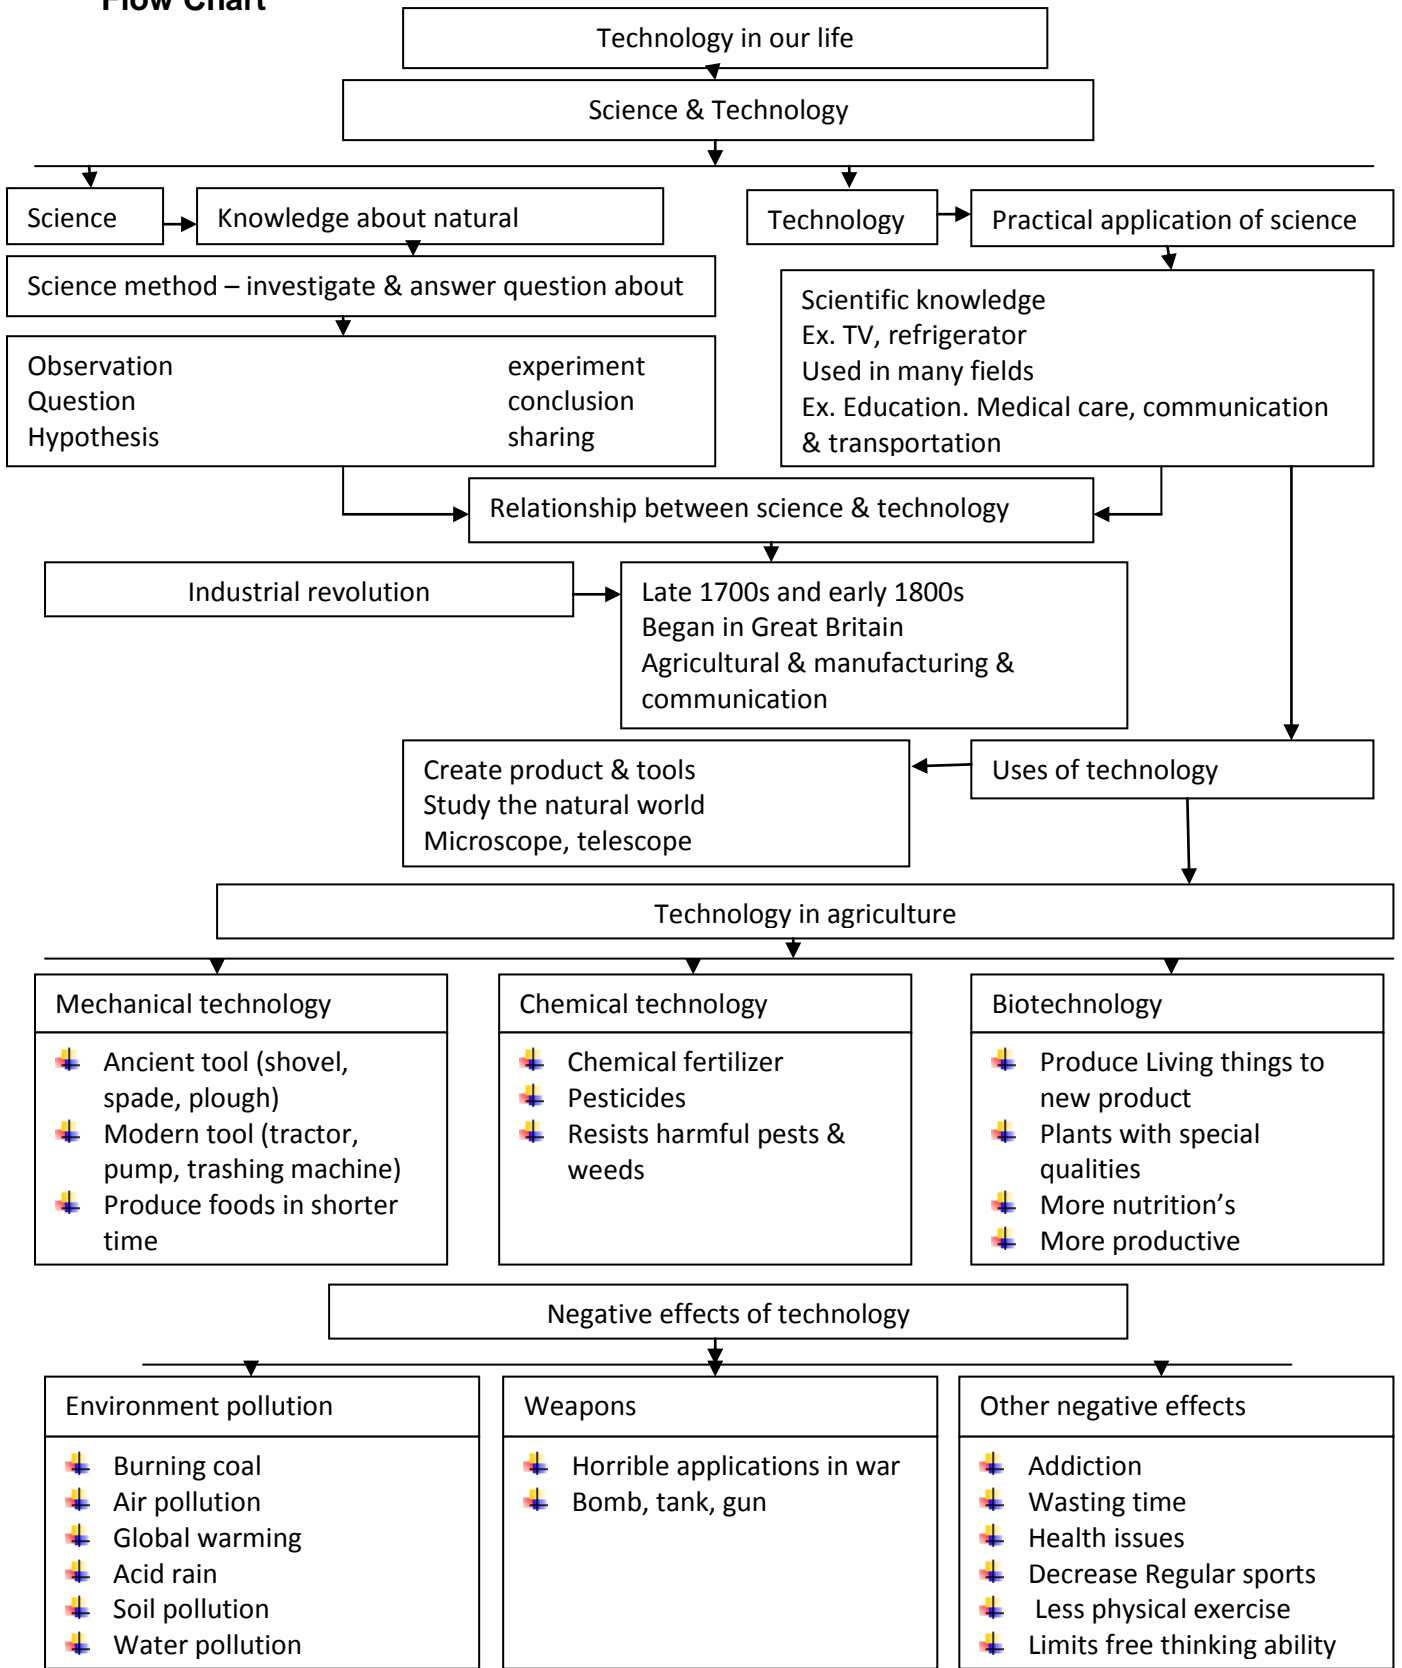 Flow Chart
Technology in our life
Science & Technology
Science
Knowledge about natural
Technology
Practical application of science
Science method – investigate & answer question about
Observation experiment
Question conclusion
Hypothesis sharing
Scientific knowledge
Ex. TV, refrigerator
Used in many fields
Ex. Education. Medical care, communication
& transportation
Relationship between science & technology
Industrial revolution
Late 1700s and early 1800s
Began in Great Britain
Agricultural & manufacturing &
communication
Create product & tools
Study the natural world
Microscope, telescope
Uses of technology
Technology in agriculture
Mechanical technology
Ancient tool (shovel,
spade, plough)
Modern tool (tractor,
pump, trashing machine)
Produce foods in shorter
time
Chemical technology
Chemical fertilizer
Pesticides
Resists harmful pests &
weeds
Biotechnology
Produce Living things to
new product
Plants with special
qualities
More nutrition’s
More productive
Negative effects of technology
Environment pollution
Burning coal
Air pollution
Global warming
Acid rain
Soil pollution
Water pollution
Weapons
Horrible applications in war
Bomb, tank, gun
Other negative effects
Addiction
Wasting time
Health issues
Decrease Regular sports
Less physical exercise
Limits free thinking ability